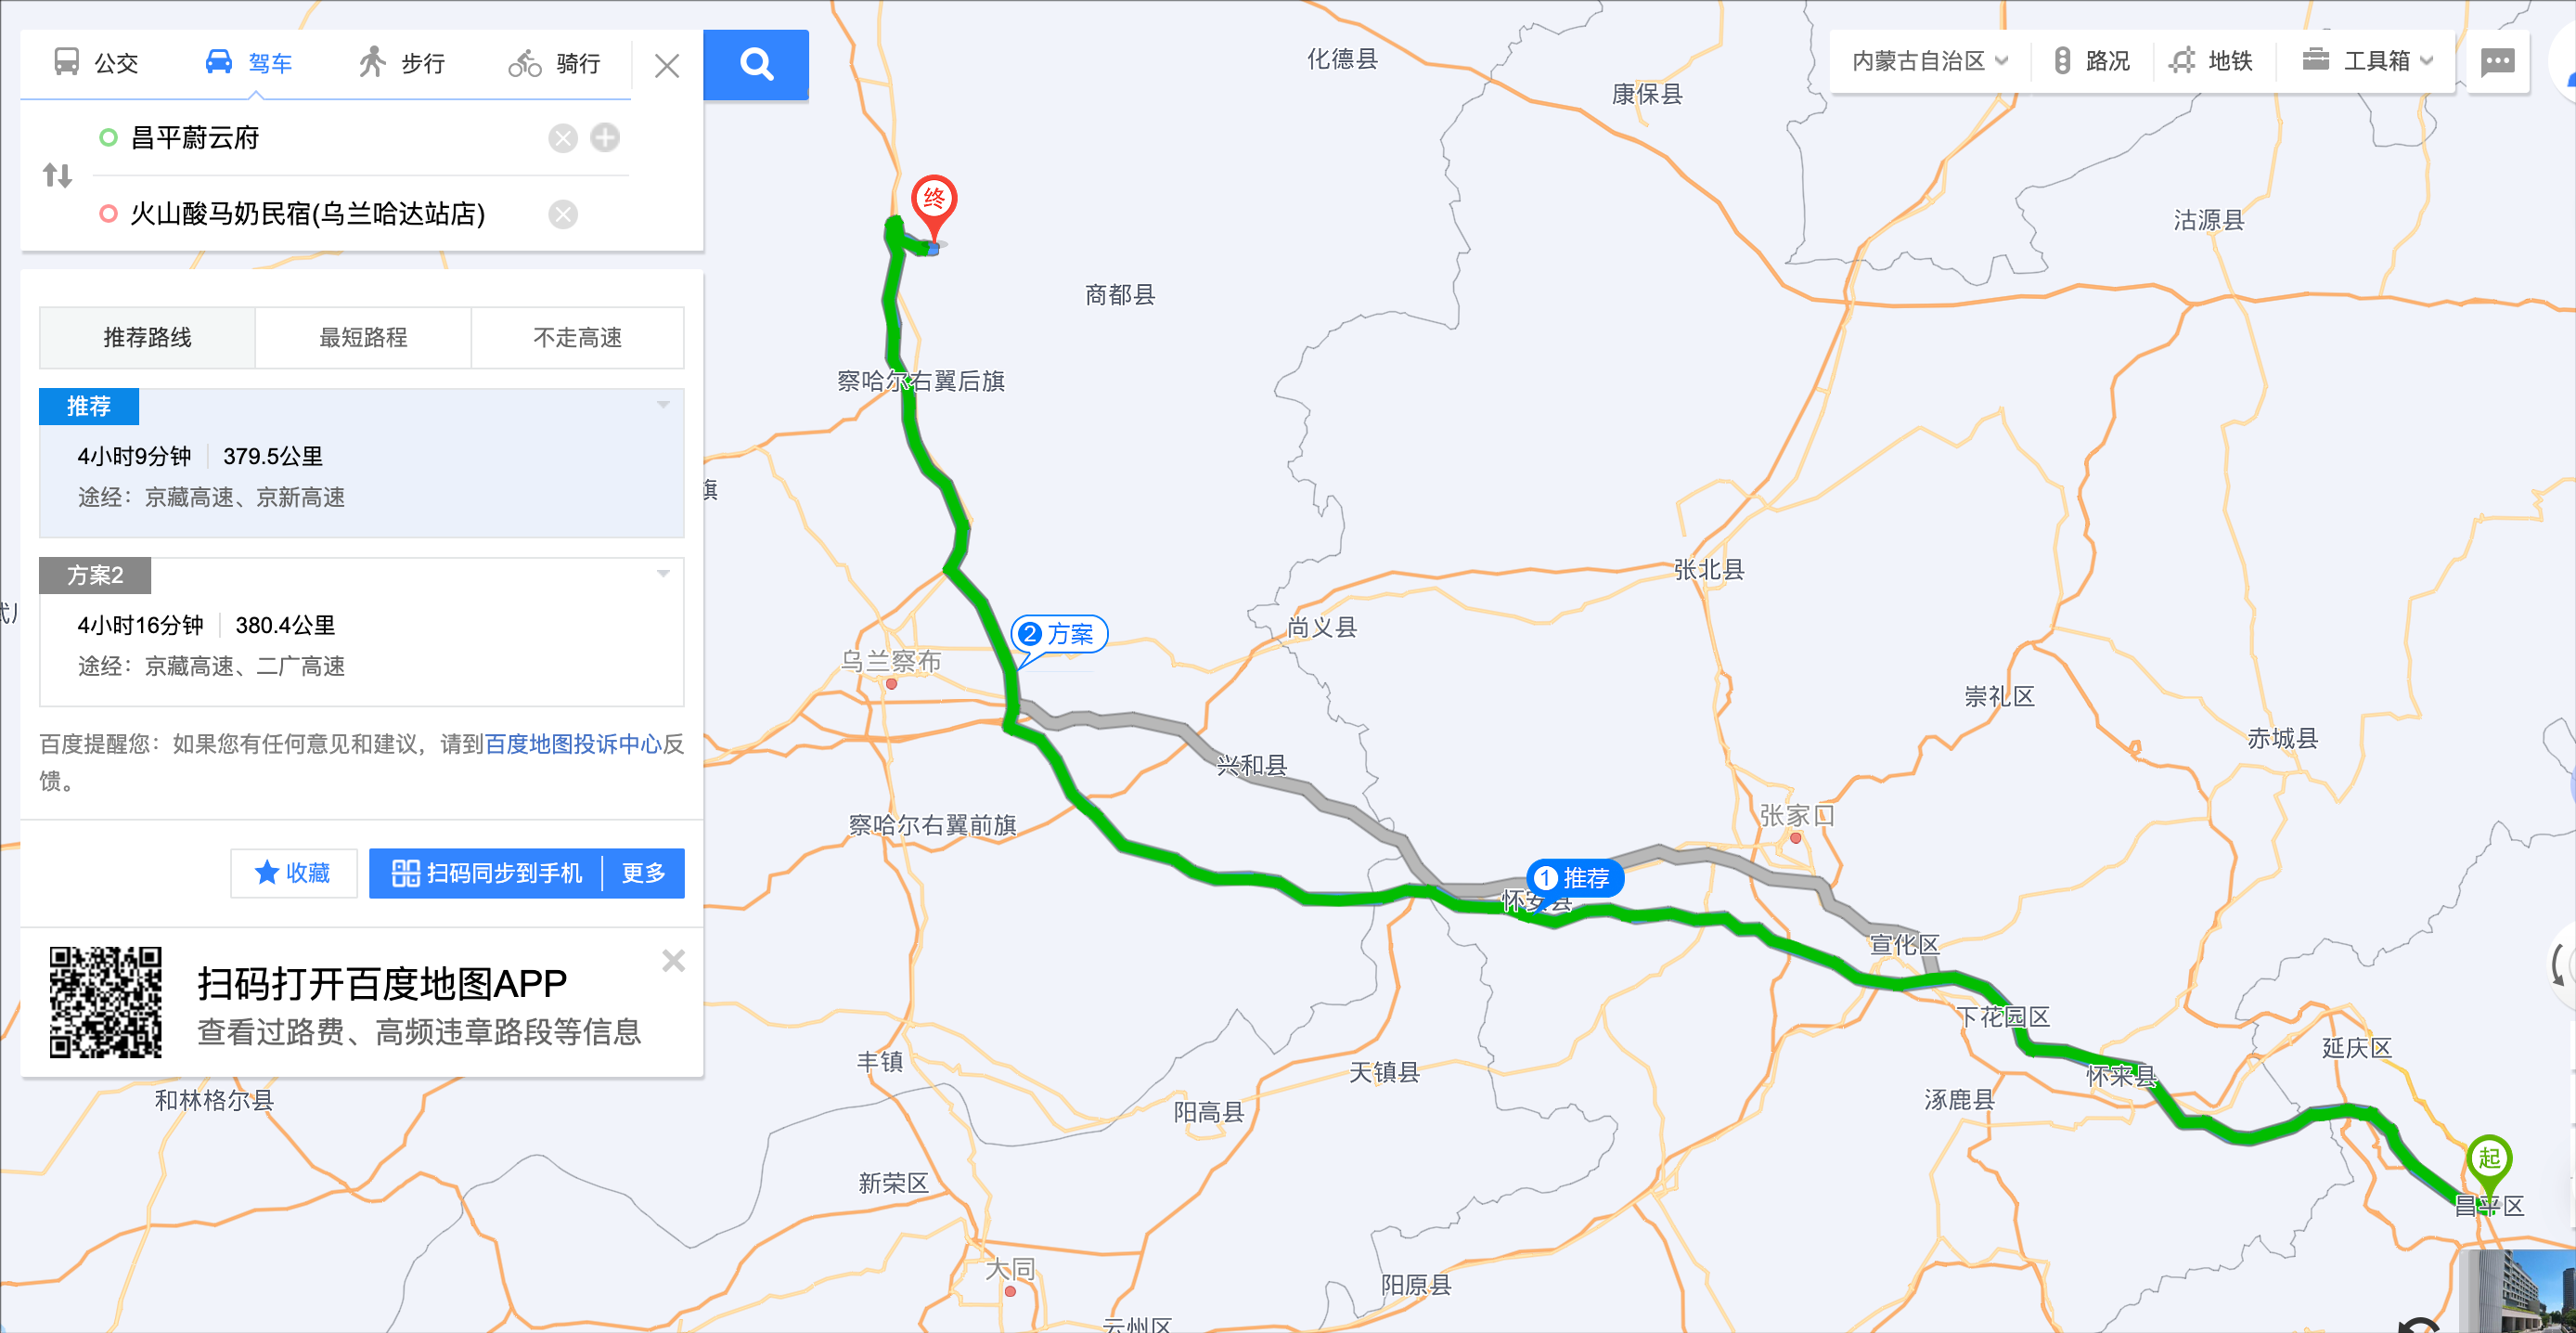 公交
驾车
步行
骑行
昌平蔚云府
火山酸马奶民宿(乌兰哈达站店)
内蒙古自治区
路况
地铁
工具箱
推荐路线
最短路程
不走高速
推荐
4小时9分钟
379.5公里
途经：京藏高速、京新高速
方案2
4小时16分钟
380.4公里
途经：京藏高速、二广高速
百度提醒您：如果您有任何意见和建议，请到百度地图投诉中心反
馈。
收藏
扫码同步到手机
更多
扫码打开百度地图APP
查看过路费、高频违章路段等信息
化德县
康保县
终
沽源县
商都县
察哈尔右翼后旗
旗
张北县
尚义县
2 方案
乌兰察布
崇礼区
赤城县
兴和县
张家口
察哈尔右翼前旗
1 推荐
怀安县
宣化区
下花园区
延庆区
丰镇
天镇县
怀来县
和林格尔县
阳高县
涿鹿县
起
新荣区
昌平区
大同
阳原县
云州区